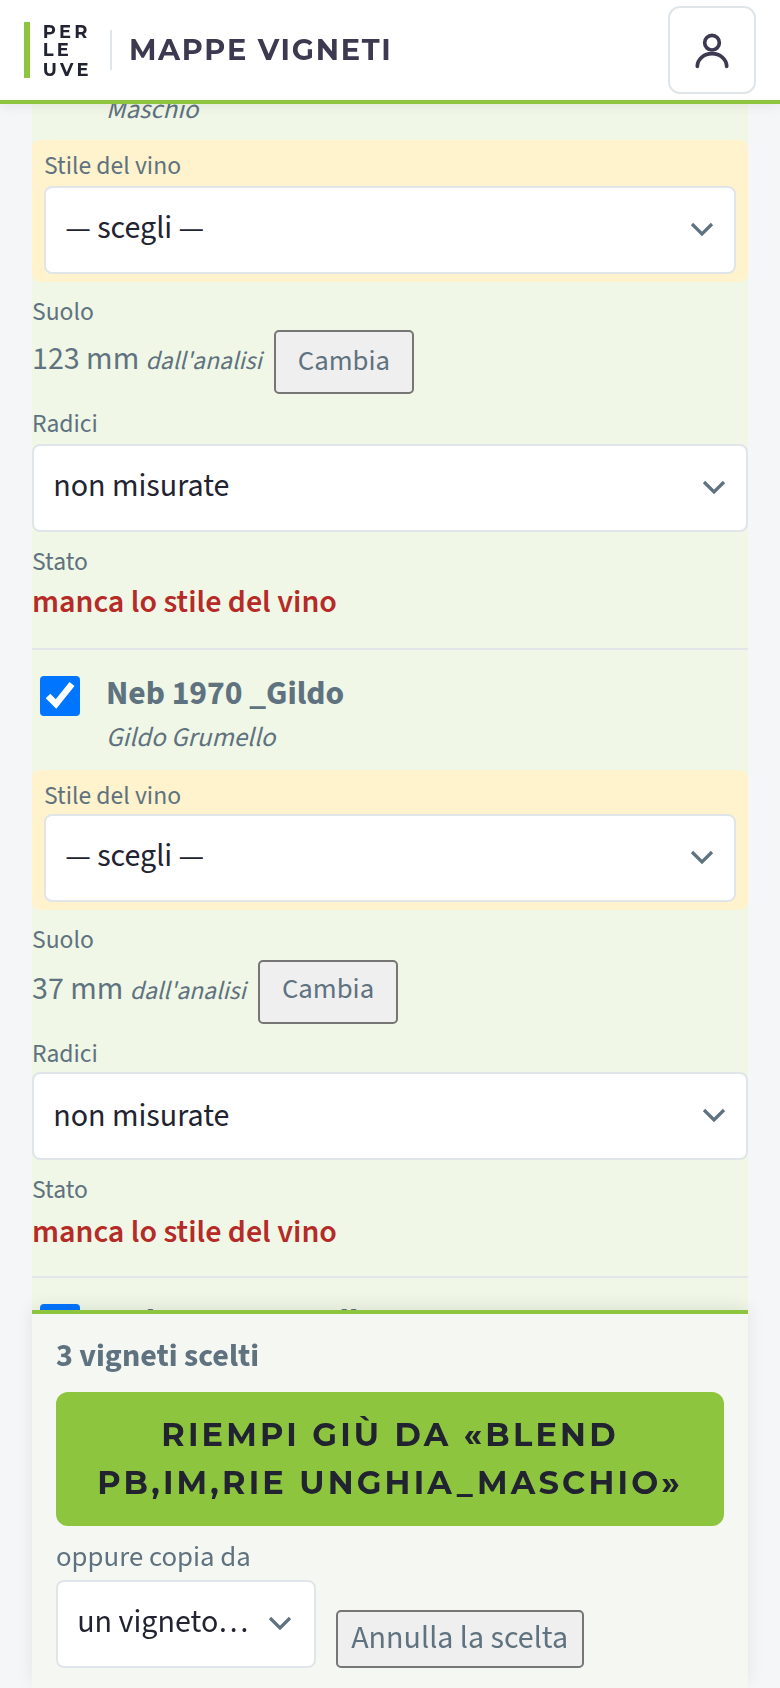 PER
LE
UVE
MAPPE VIGNETI
Maschio
Stile del vino
— scegli —
Suolo
123 mm dall'analisi Cambia
Radici
non misurate
Stato
manca lo stile del vino
Neb 1970 _Gildo
Gildo Grumello
Stile del vino
— scegli —
Suolo
37 mm dall'analisi Cambia
Radici
non misurate
Stato
manca lo stile del vino
3 vigneti scelti
RIEMPI GIÙ DA «BLEND
PB,IM,RIE UNGHIA_MASCHIO»
oppure copia da
un vigneto… Annulla la scelta